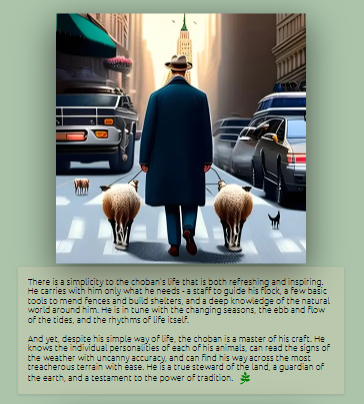 There is a simplicity to the choban's life that is both refreshing and inspiring.
He carries with him only what he needs - a staff to guide his flock, a few basic
tools to mend fences and build shelters, and a deep knowledge of the natural
world around him. He is in tune with the changing seasons, the ebb and flow
of the tides, and the rhythms of life itself.
And yet, despite his simple way of life, the choban is a master of his craft. He
knows the individual personalities of each of his animals, can read the signs of
the weather with uncanny accuracy, and can find his way across the most
treacherous terrain with ease. He is a true steward of the land, a guardian of
the earth, and a testament to the power of tradition. 🌿